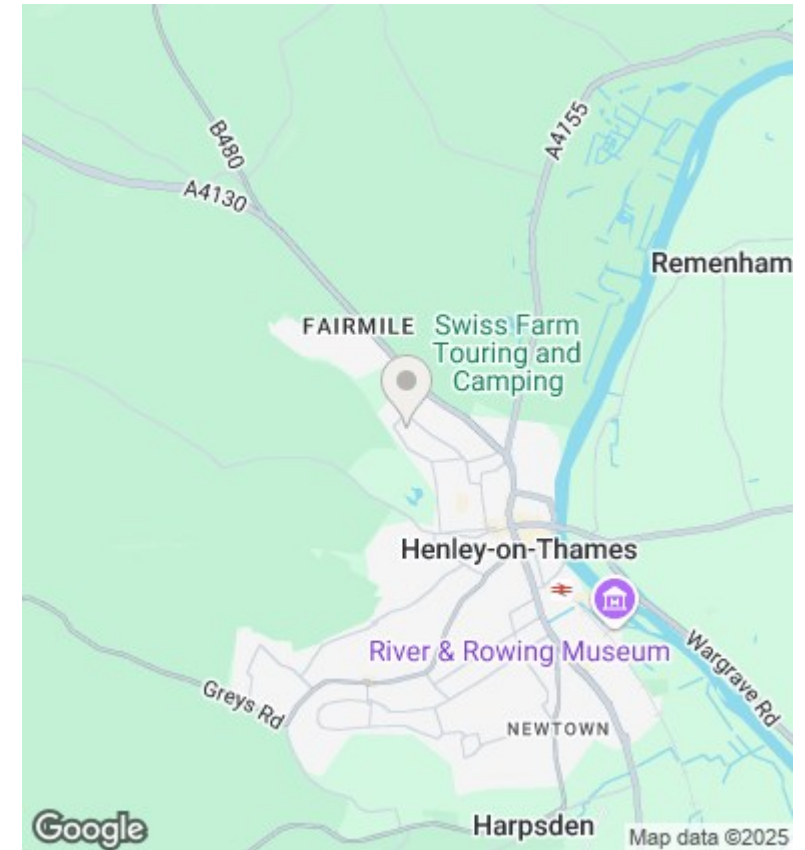 B480
A4155
A4130
Remenham
FAIRMILE
Swiss Farm
Touring and
Camping
Henley-on-Thames
River & Rowing Museum
Wargrave Rd
Greys Rd
NEWTOWN
Harpsden
Google
Map data ©2025